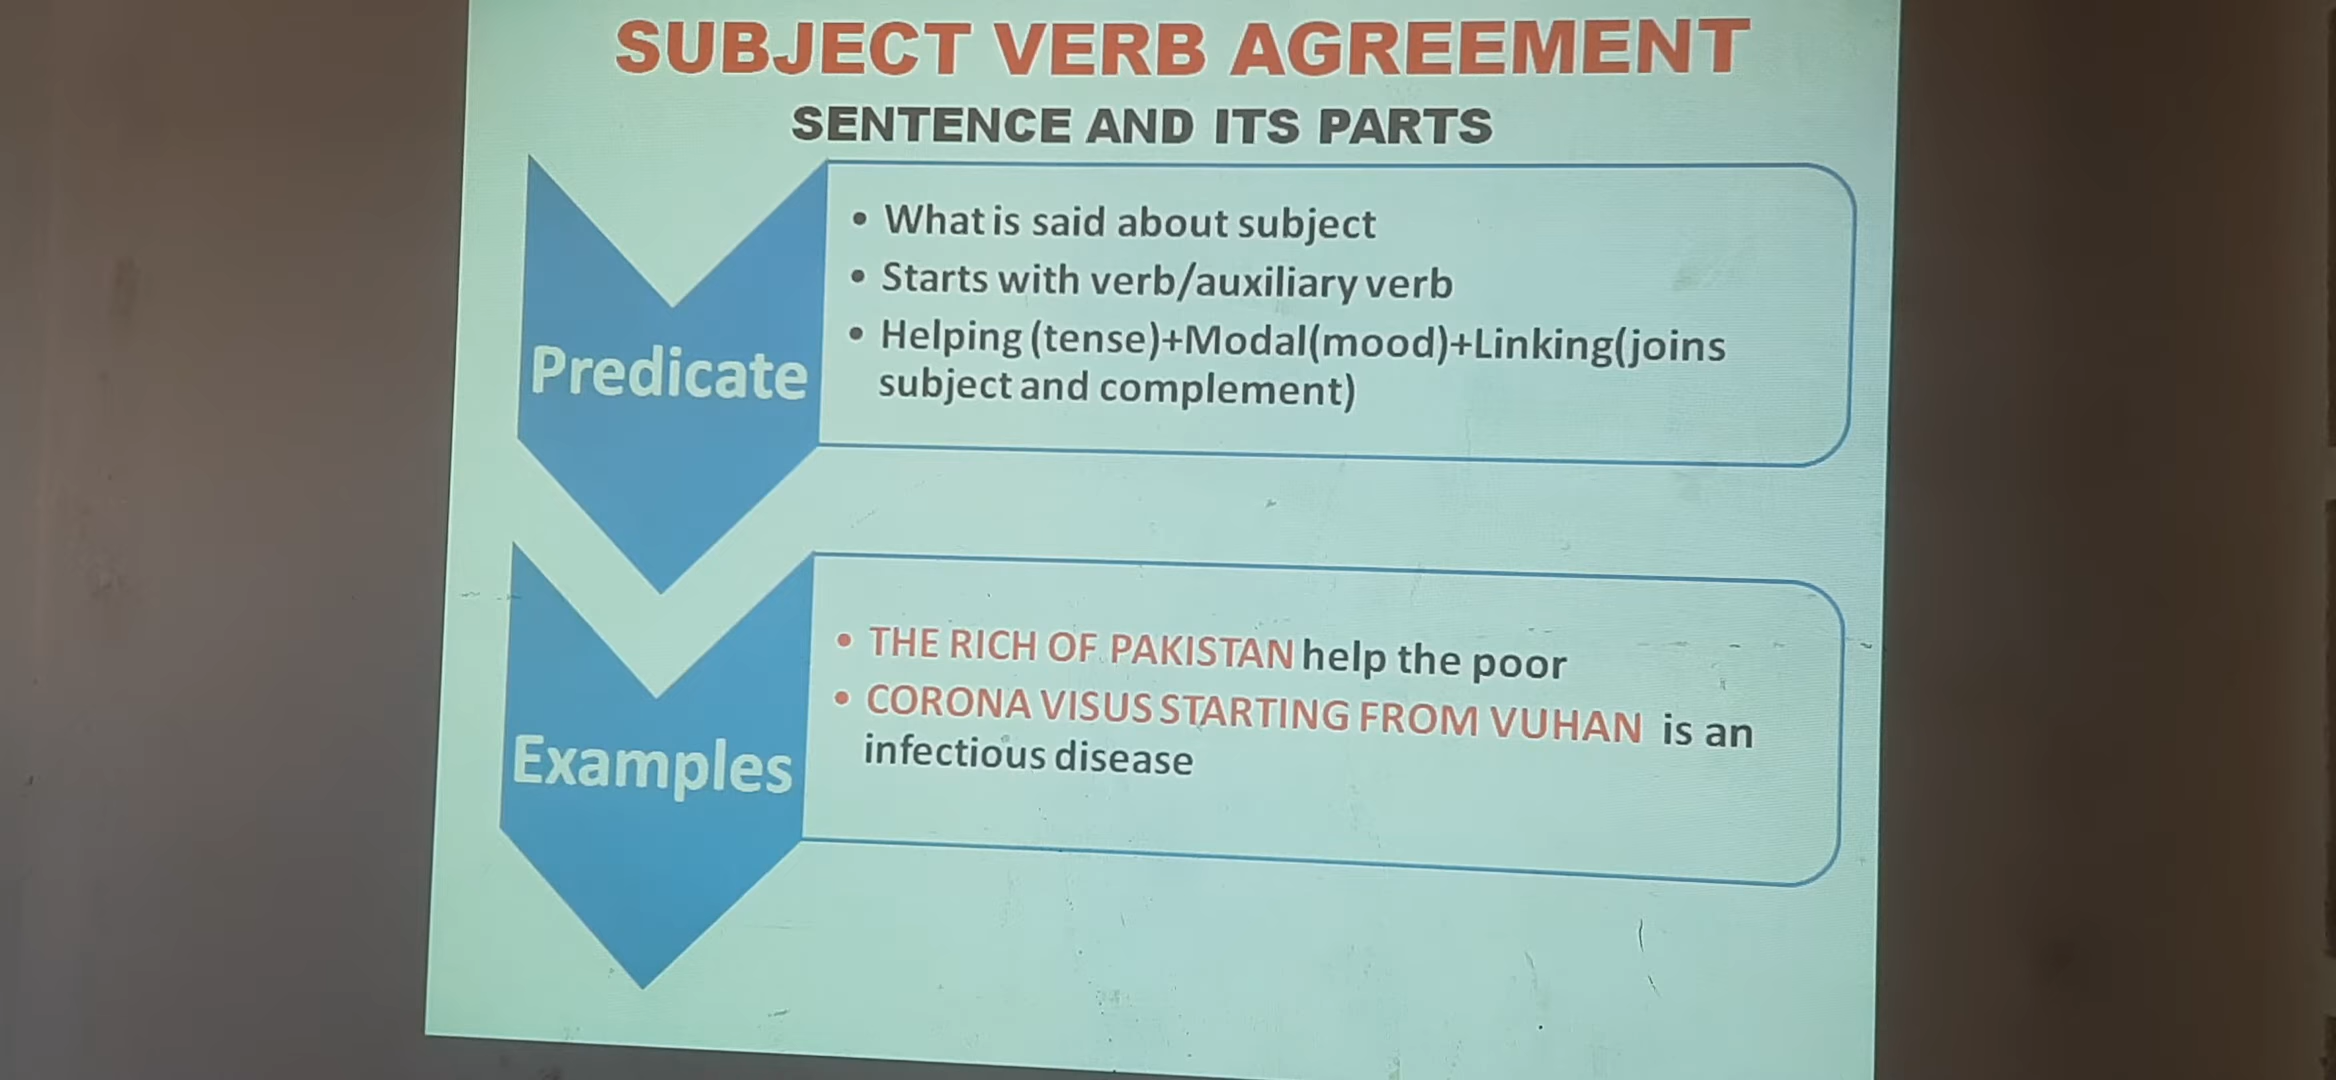 SUBJECT VERB AGREEMENT
SENTENCE AND ITS PARTS
Predicate
• What is said about subject
• Starts with verb/auxiliary verb
• Helping (tense)+Modal(mood)+Linking(joins
subject and complement)
Examples
• THE RICH OF PAKISTAN help the poor
• CORONA VISUS STARTING FROM VUHAN is an
infectious disease